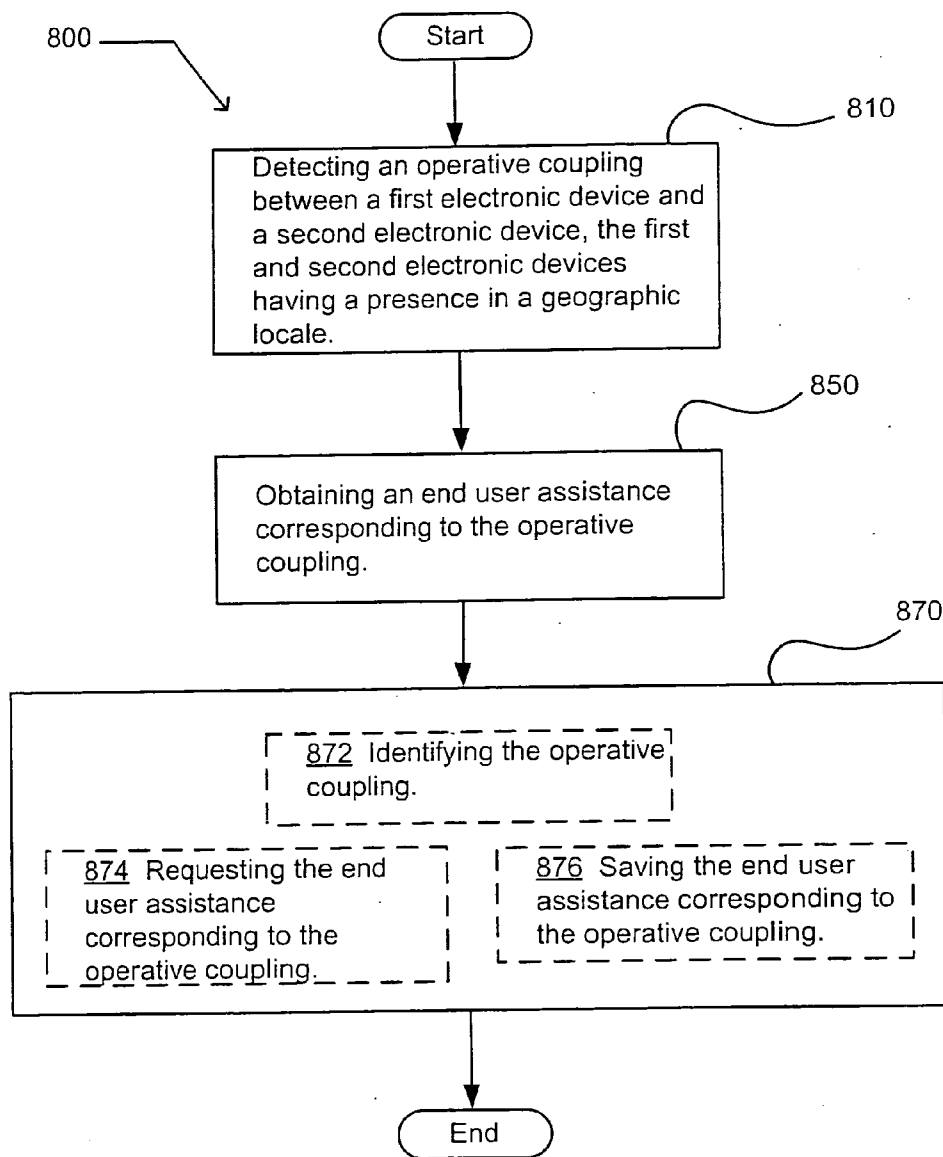 800
Start
810
Detecting an operative coupling
between a first electronic device and
a second electronic device, the first
and second electronic devices
having a presence in a geographic
locale.
850
Obtaining an end user assistance
corresponding to the operative
coupling.
870
872 Identifying the operative
coupling.
874 Requesting the end
user assistance
corresponding to the
operative coupling.
876 Saving the end user
assistance corresponding to
the operative coupling.
End